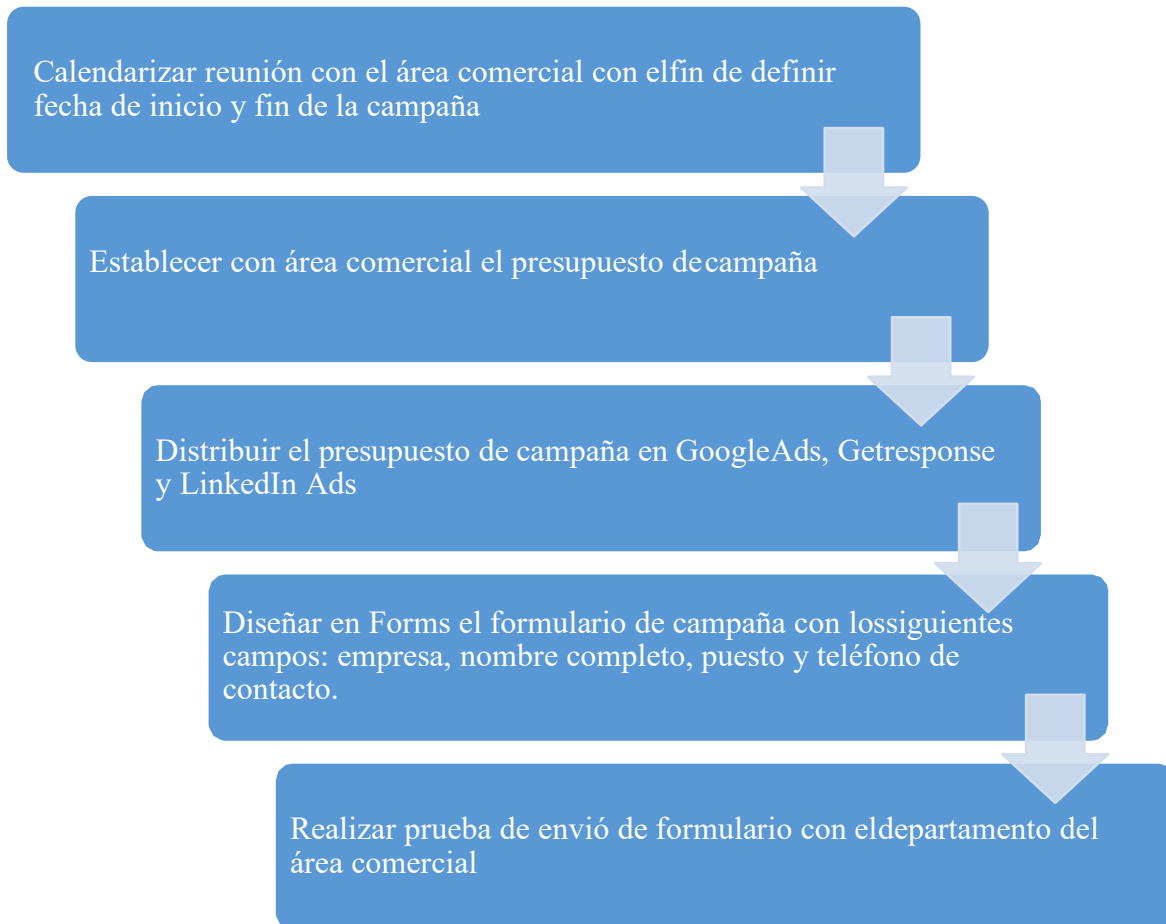 Calendarizar reunión con el área comercial con elfin de definir
fecha de inicio y fin de la campaña
Establecer con área comercial el presupuesto decampaña
Distribuir el presupuesto de campaña en GoogleAds, Getresponse
y LinkedIn Ads
Diseñar en Forms el formulario de campaña con lossiguientes
campos: empresa, nombre completo, puesto y teléfono de
contacto.
Realizar prueba de envió de formulario con eldepartamento del
área comercial